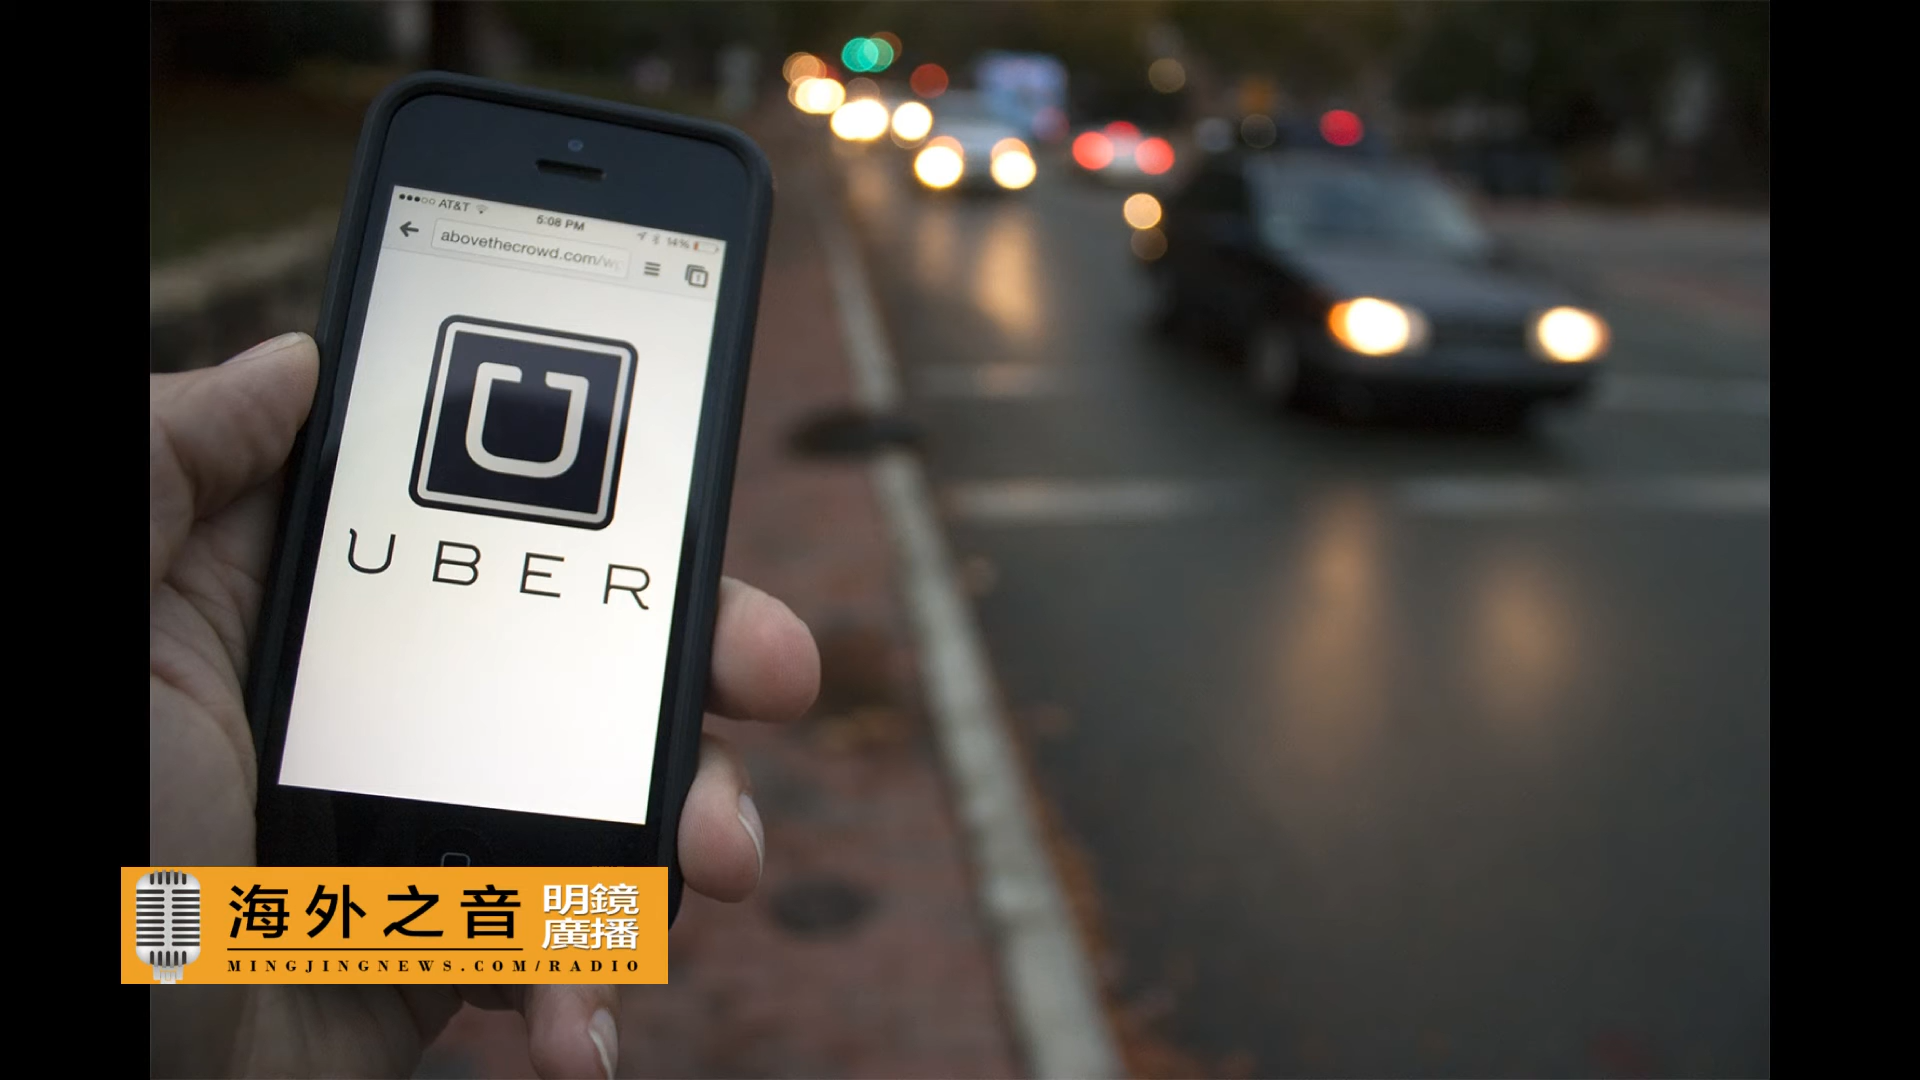 AT&T
5:08 PM
14%
abovethecrowd.com/w
U
UBER
海外之音
明鏡
廣播
MINGJINGNEWS.COM/RADIO